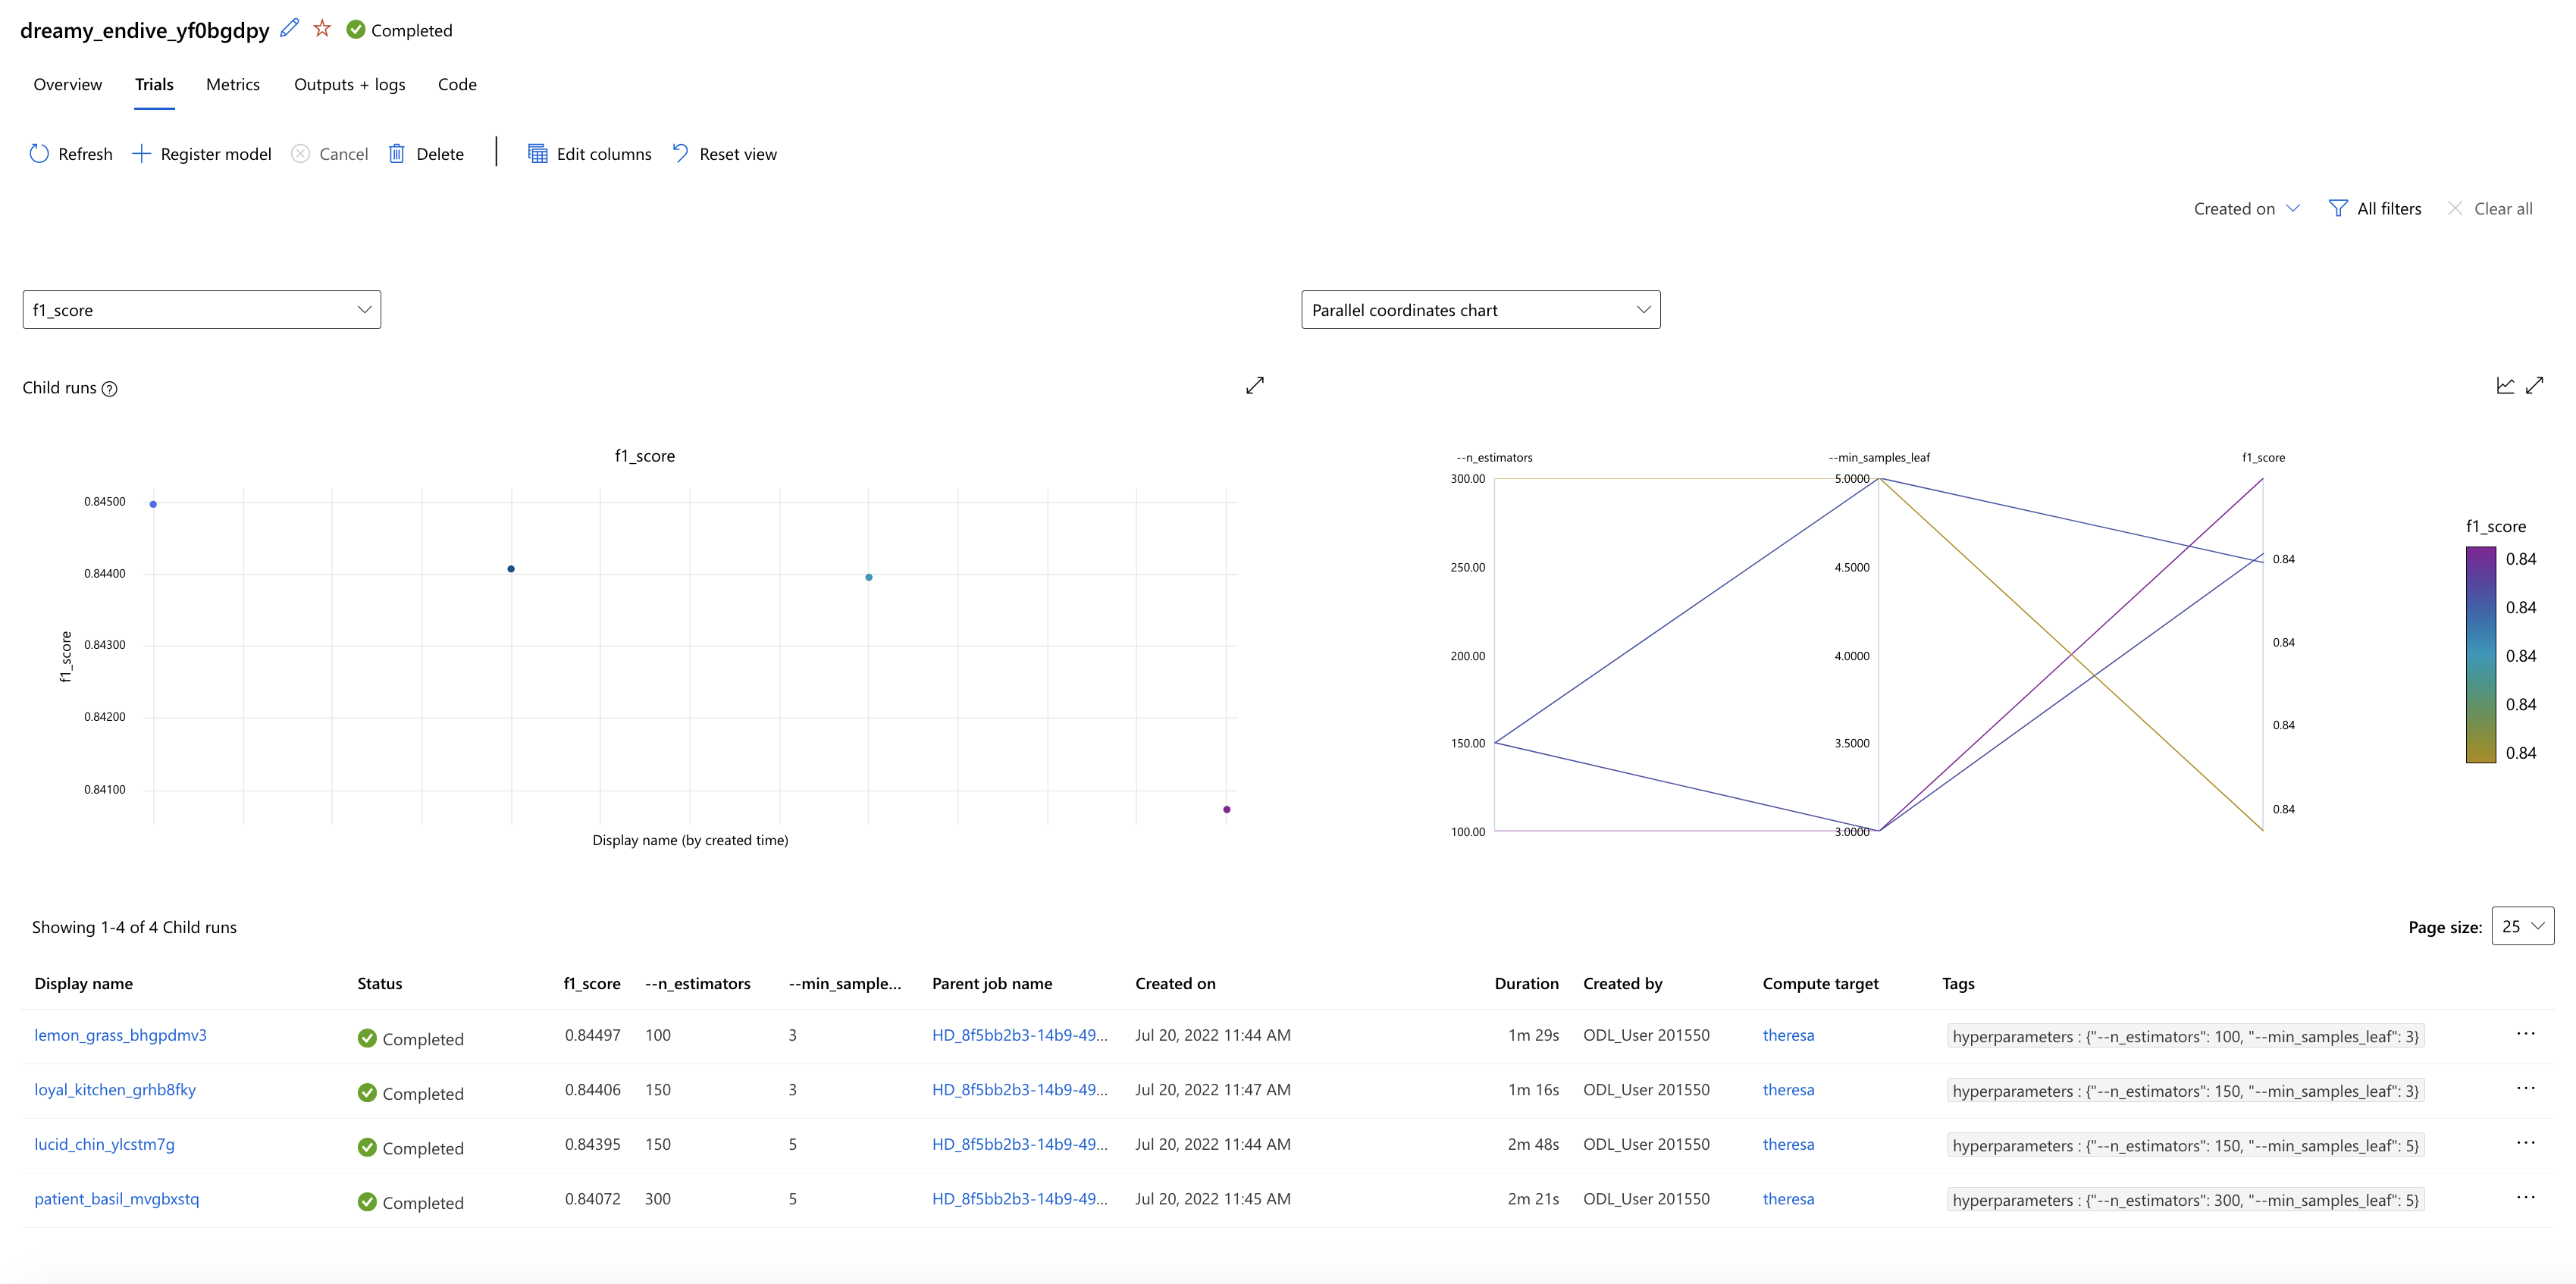 dreamy_endive_yf0bgdpy Completed
Overview Trials Metrics Outputs + logs Code
Refresh Register model Cancel Delete Edit columns Reset view
Created on All filters Clear all
f1_score
Parallel coordinates chart
Child runs
f1_score
0.84500
0.84400
0.84300
0.84200
0.84100
f1_score
Display name (by created time)
--n_estimators --min_samples_leaf f1_score
300.00
250.00
200.00
150.00
100.00
5.0000
4.5000
4.0000
3.5000
3.0000
0.84
0.84
0.84
0.84
f1_score
0.84
0.84
0.84
0.84
0.84
Showing 1-4 of 4 Child runs
Page size: 25
Display name Status f1_score --n_estimators --min_sample... Parent job name Created on Duration Created by Compute target Tags
lemon_grass_bhgpdmv3 Completed 0.84497 100 3 HD_8f5bb2b3-14b9-49... Jul 20, 2022 11:44 AM 1m 29s ODL_User 201550 theresa hyperparameters : {"--n_estimators": 100, "--min_samples_leaf": 3} ...
loyal_kitchen_grhb8fky Completed 0.84406 150 3 HD_8f5bb2b3-14b9-49... Jul 20, 2022 11:47 AM 1m 16s ODL_User 201550 theresa hyperparameters : {"--n_estimators": 150, "--min_samples_leaf": 3} ...
lucid_chin_ylcstm7g Completed 0.84395 150 5 HD_8f5bb2b3-14b9-49... Jul 20, 2022 11:44 AM 2m 48s ODL_User 201550 theresa hyperparameters : {"--n_estimators": 150, "--min_samples_leaf": 5} ...
patient_basil_mvgbxstq Completed 0.84072 300 5 HD_8f5bb2b3-14b9-49... Jul 20, 2022 11:45 AM 2m 21s ODL_User 201550 theresa hyperparameters : {"--n_estimators": 300, "--min_samples_leaf": 5} ...